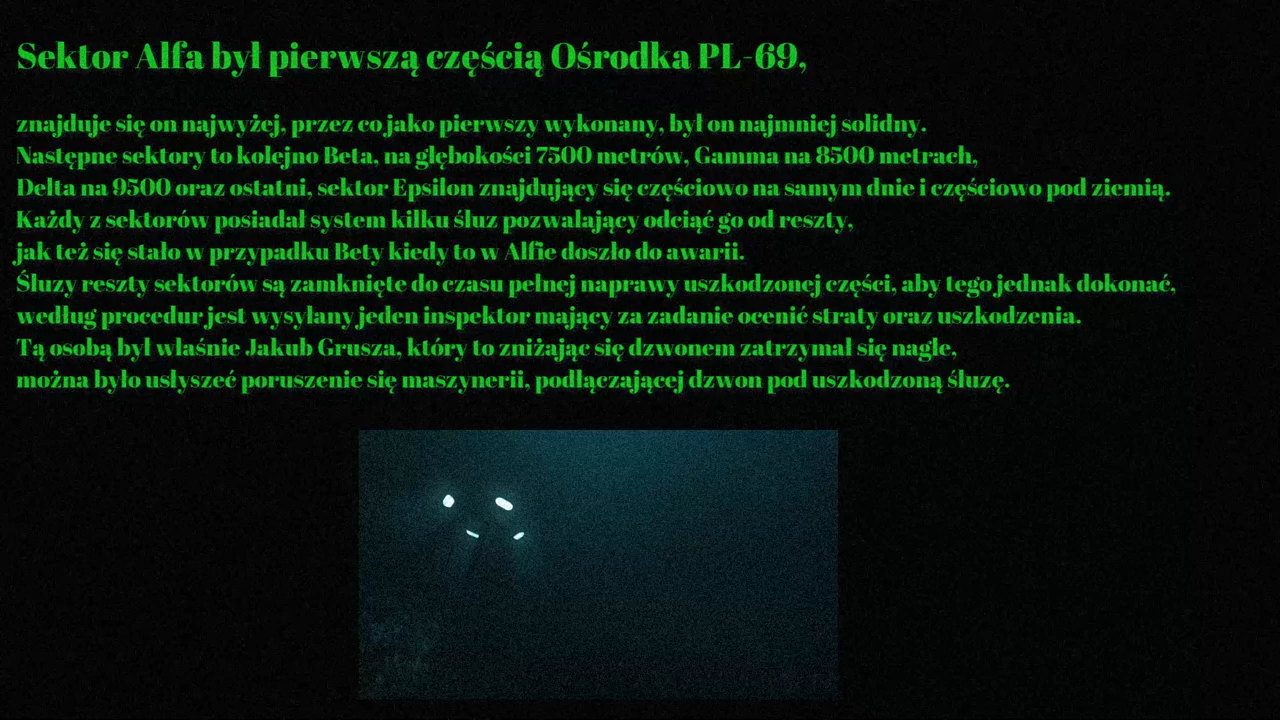 Sektor Alfa był pierwszą częścią Ośrodka PL-69,
znajduje się on najwyżej, przez co jako pierwszy wykonany, był on najmniej solidny.
Następne sektory to kolejno Beta, na głębokości 7500 metrów, Gamma na 8500 metrach,
Delta na 9500 oraz ostatni, sektor Epsilon znajdujący się częściowo na samym dnie i częściowo pod ziemią.
Każdy z sektorów posiadał system kilku śluz pozwalający odciąć go od reszty,
jak też się stało w przypadku Bety kiedy to w Alfie doszło do awarii.
Śluzy reszty sektorów są zamknięte do czasu pełnej naprawy uszkodzonej części, aby tego jednak dokonać,
według procedur jest wysyłany jeden inspektor mający za zadanie ocenić straty oraz uszkodzenia.
Tą osobą był właśnie Jakub Grusza, który to zniżając się dzwonem zatrzymał się nagle,
można było usłyszeć poruszenie się maszynerii, podłączającej dzwon pod uszkodzoną śluzę.